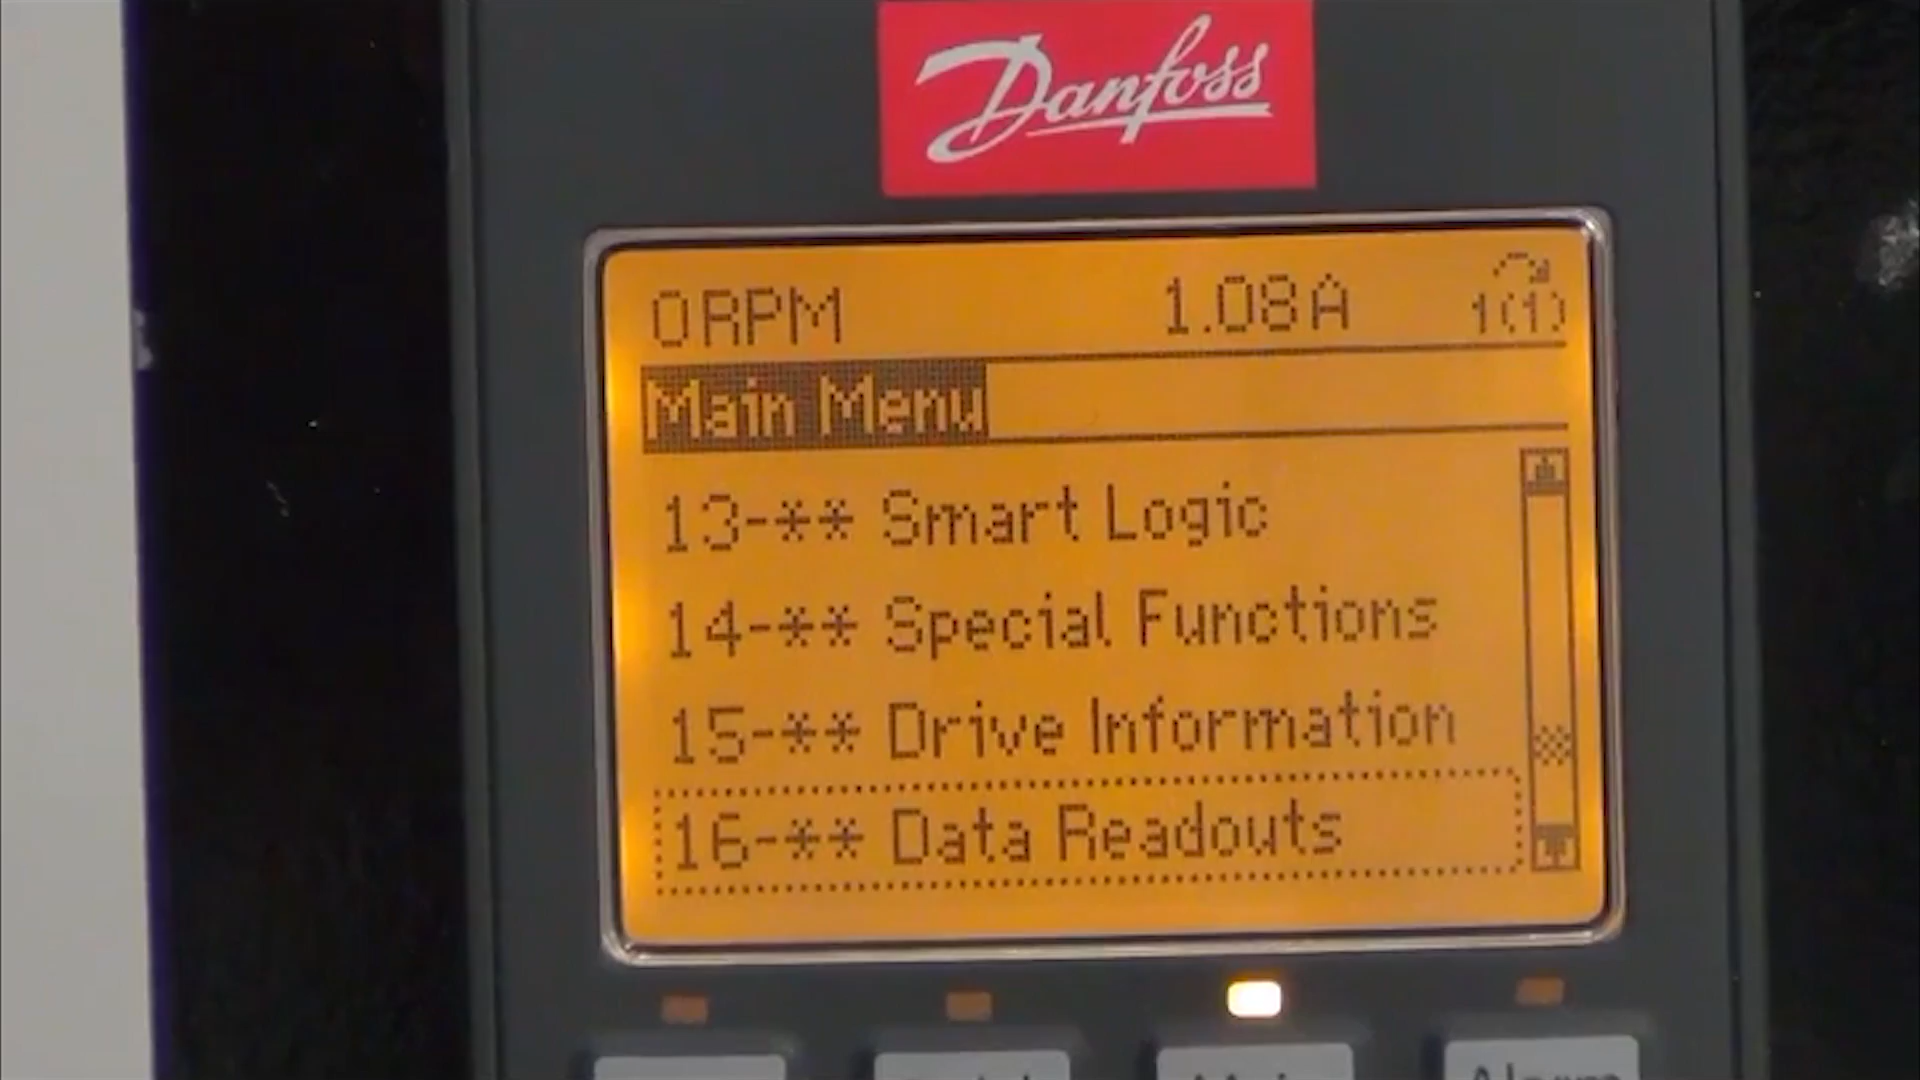 Danfoss
0RPM 1.08A 1(1)
Main Menu
13-** Smart Logic
14-** Special Functions
15-** Drive Information
16-** Data Readouts